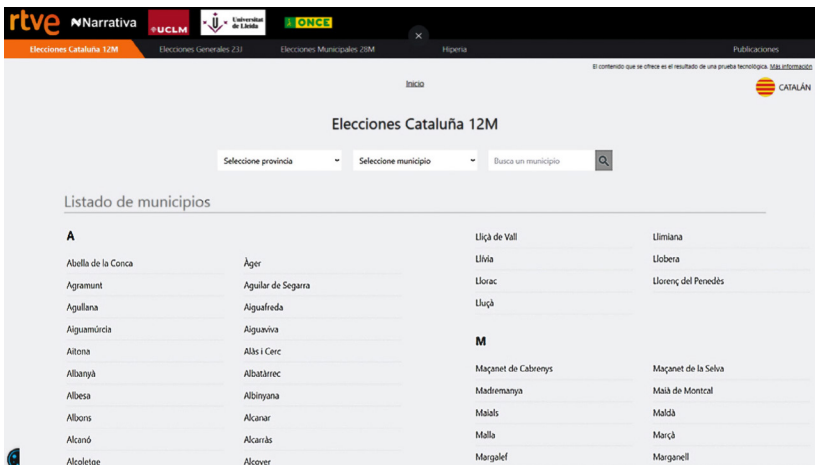 rtve Narrativa UCLM Universitat de Lleida ONCE
Elecciones Cataluña 12M Elecciones Generales 23J Elecciones Municipales 28M Hiperia Publicaciones
El contenido que se ofrece es el resultado de una prueba tecnológica. Más información
Inicio
CATALÁN
Elecciones Cataluña 12M
Seleccione provincia Seleccione municipio Busca un municipio
Listado de municipios
A
Abella de la Conca Àger
Agramunt Aguilar de Segarra
Agullana Aiguafreda
Aiguamúrcia Aiguaviva
Aitona Alàs i Cerc
Albanyà Albatàrrec
Albesa Albinyana
Albons Alcanar
Alcanó Alcarràs
Alcoletge Alcover
Lliçà de Vall Llimiana
Llívia Llobera
Llorac Llorenç del Penedès
Lluçà
M
Maçanet de Cabrenys Maçanet de la Selva
Madremanya Maià de Montcal
Maials Maldà
Malla Marçà
Margalef Marganell